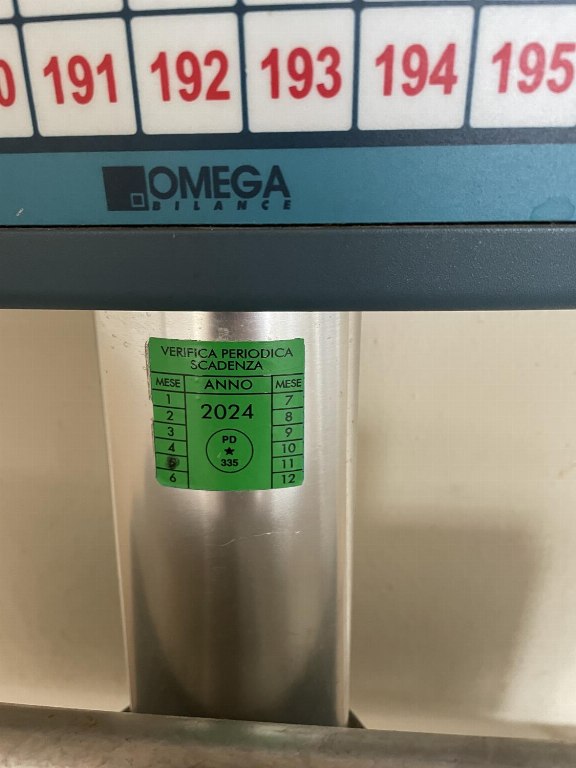 0 191 192 193 194 195
OMEGA
BILANCE
VERIFICA PERIODICA
SCADENZA
MESE ANNO MESE
1 2024 7
2 8
3 PD 9
4 ★ 10
335 11
6 12